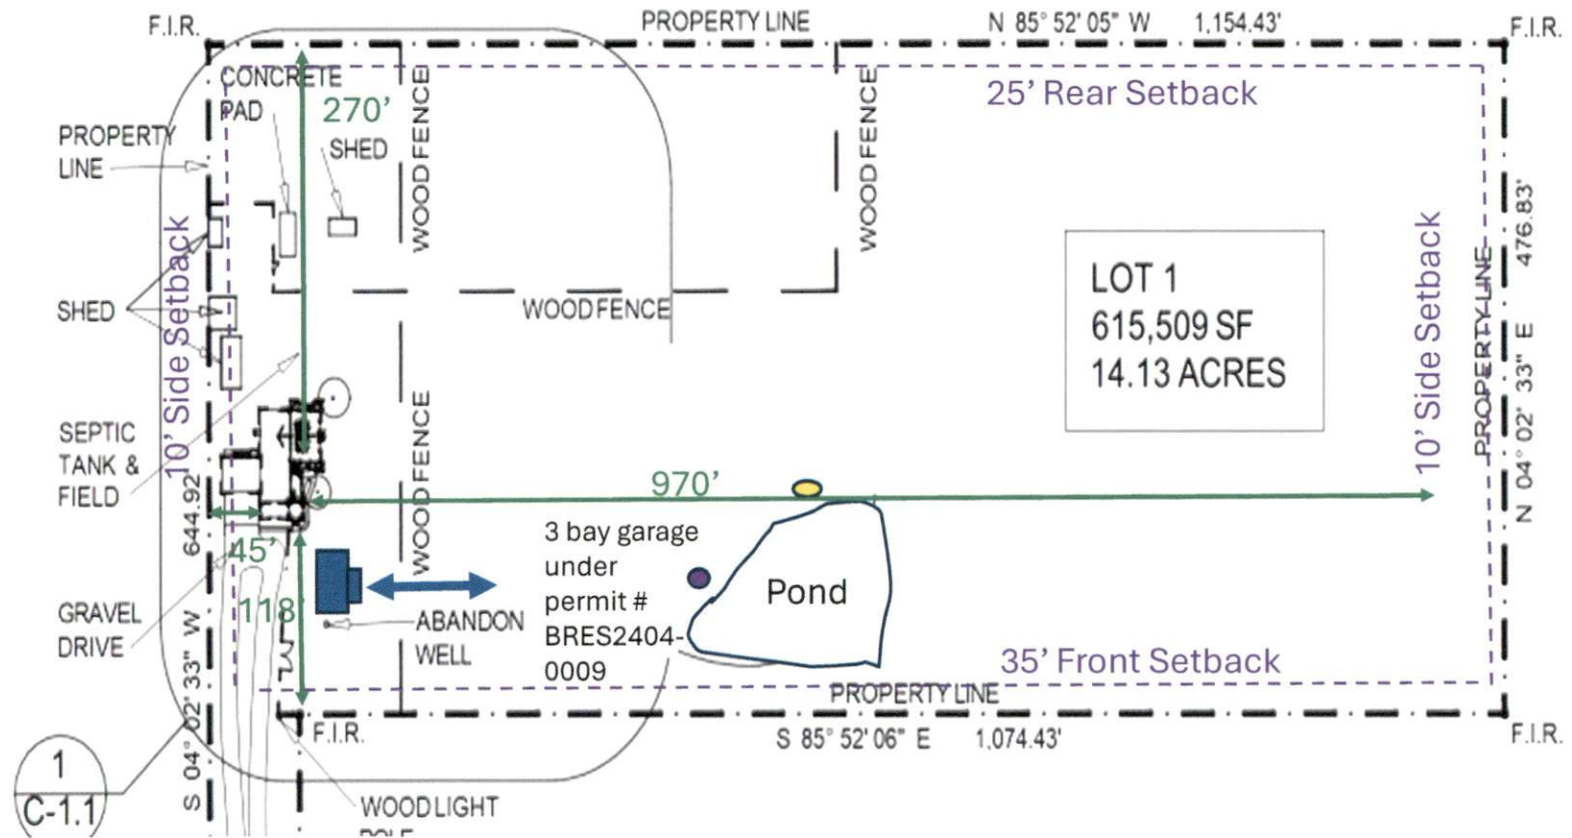 F.I.R.
PROPERTY LINE
N 85° 52' 05" W
1,154.43'
F.I.R.
CONCRETE
PAD
270'
SHED
WOOD FENCE
WOOD FENCE
25' Rear Setback
PROPERTY
LINE
SHED
10' Side Setback
WOOD FENCE
LOT 1
615,509 SF
14.13 ACRES
10' Side Setback
PROPERTY LINE
N 04° 02' 33" E
476.83'
SEPTIC
TANK &
FIELD
WOOD FENCE
970'
644.92'
S 04° 02' 33" W
45'
118'
3 bay garage
under
permit #
BRES2404-
0009
Pond
GRAVEL
DRIVE
ABANDON
WELL
35' Front Setback
PROPERTY LINE
F.I.R.
S 85° 52' 06" E
1,074.43'
F.I.R.
1
C-1.1
WOOD LIGHT
POLE